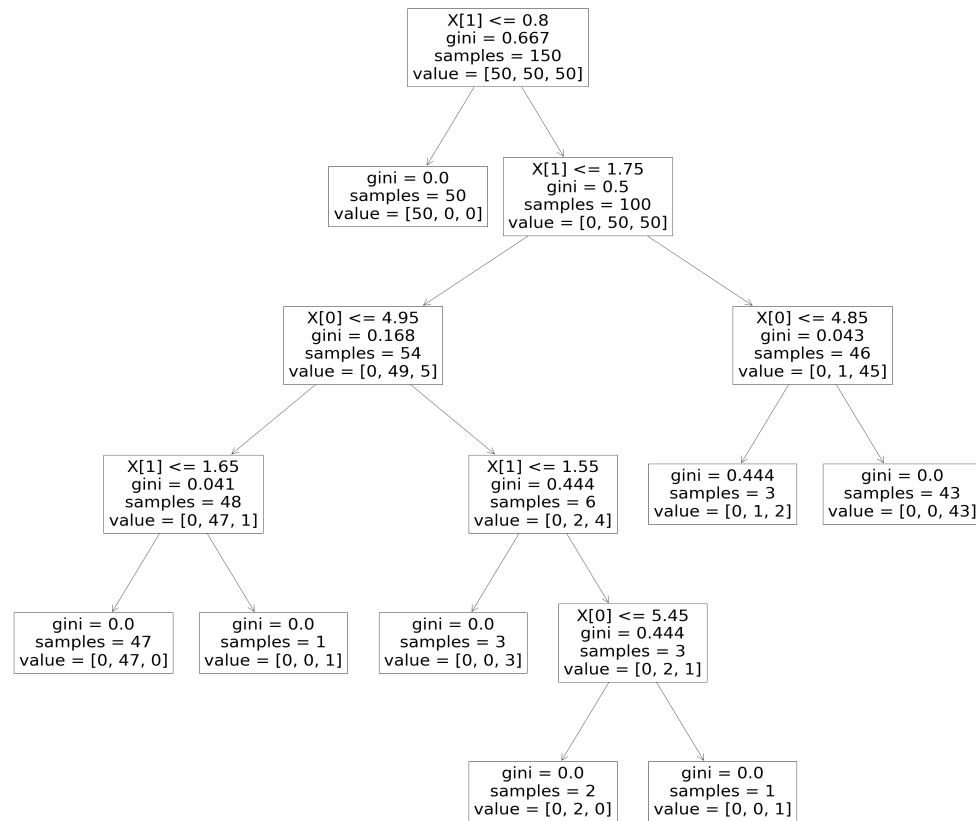 X[1] <= 0.8
gini = 0.667
samples = 150
value = [50, 50, 50]
gini = 0.0
samples = 50
value = [50, 0, 0]
X[1] <= 1.75
gini = 0.5
samples = 100
value = [0, 50, 50]
X[0] <= 4.95
gini = 0.168
samples = 54
value = [0, 49, 5]
X[0] <= 4.85
gini = 0.043
samples = 46
value = [0, 1, 45]
X[1] <= 1.65
gini = 0.041
samples = 48
value = [0, 47, 1]
X[1] <= 1.55
gini = 0.444
samples = 6
value = [0, 2, 4]
gini = 0.444
samples = 3
value = [0, 1, 2]
gini = 0.0
samples = 43
value = [0, 0, 43]
gini = 0.0
samples = 47
value = [0, 47, 0]
gini = 0.0
samples = 1
value = [0, 0, 1]
gini = 0.0
samples = 3
value = [0, 0, 3]
X[0] <= 5.45
gini = 0.444
samples = 3
value = [0, 2, 1]
gini = 0.0
samples = 2
value = [0, 2, 0]
gini = 0.0
samples = 1
value = [0, 0, 1]